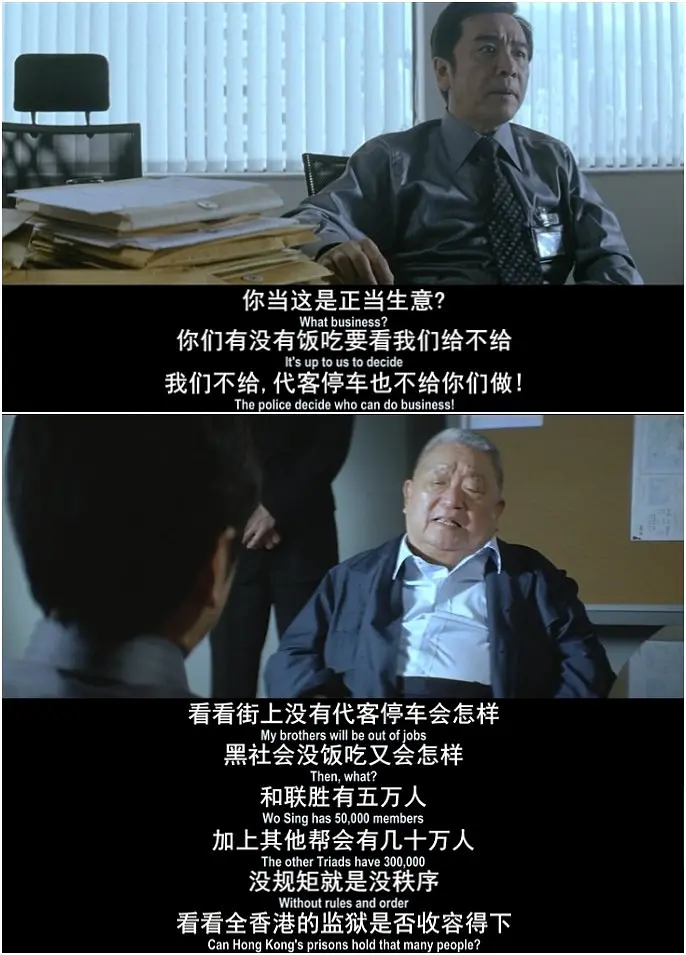 你当这是正当生意?
What business?
你们有没有饭吃要看我们给不给
It's up to us to decide
我们不给,代客停车也不给你们做!
The police decide who can do business!
看看街上没有代客停车会怎样
My brothers will be out of jobs
黑社会没饭吃又会怎样
Then, what?
和联胜有五万人
Wo Sing has 50,000 members
加上其他帮会有几十万人
The other Triads have 300,000
没规矩就是没秩序
Without rules and order
看看全香港的监狱是否收容得下
Can Hong Kong's prisons hold that many people?